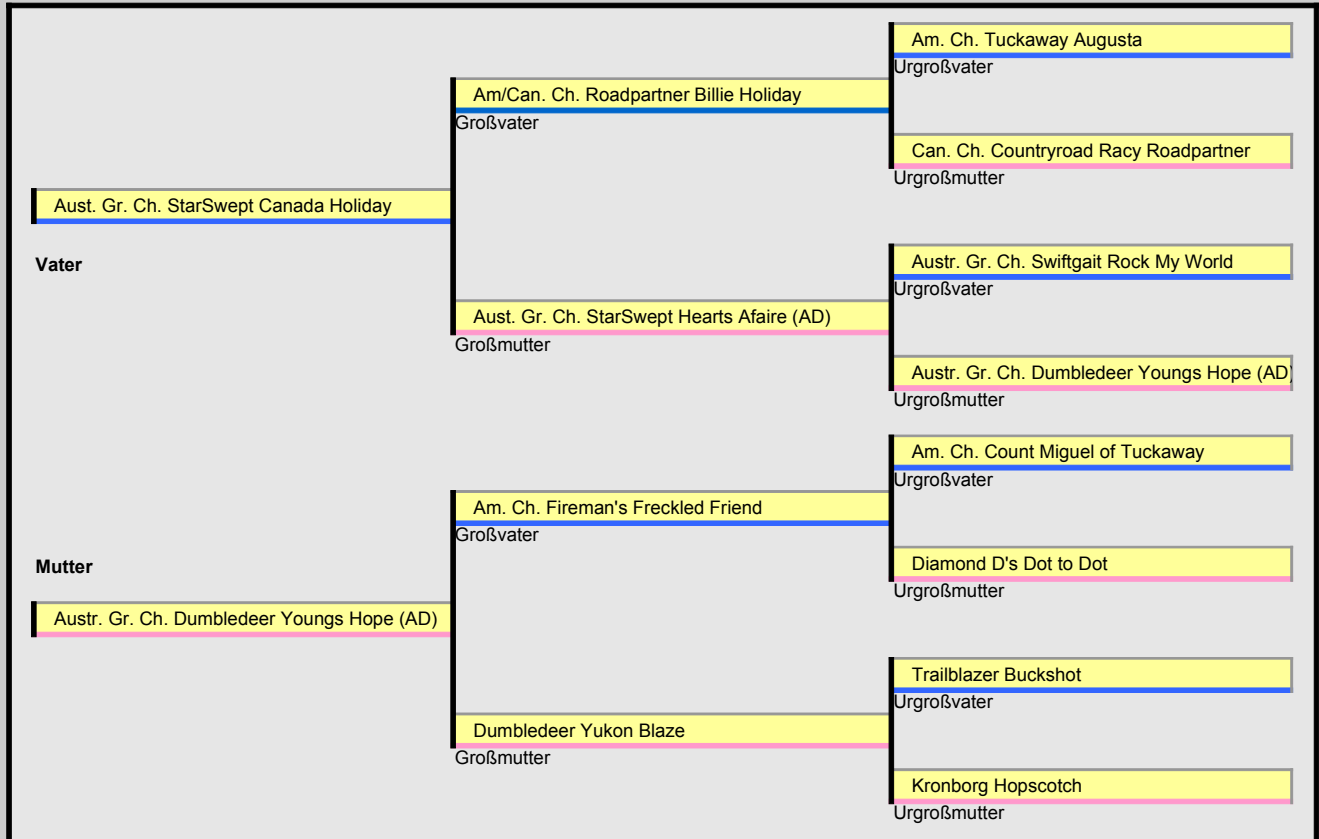 Am. Ch. Tuckaway Augusta
Urgroßvater
Am/Can. Ch. Roadpartner Billie Holiday
Großvater
Can. Ch. Countryroad Racy Roadpartner
Urgroßmutter
Aust. Gr. Ch. StarSwept Canada Holiday
Vater
Austr. Gr. Ch. Swiftgait Rock My World
Urgroßvater
Aust. Gr. Ch. StarSwept Hearts Afaire (AD)
Großmutter
Austr. Gr. Ch. Dumbledeer Youngs Hope (AD)
Urgroßmutter
Am. Ch. Count Miguel of Tuckaway
Urgroßvater
Am. Ch. Fireman's Freckled Friend
Großvater
Diamond D's Dot to Dot
Urgroßmutter
Mutter
Austr. Gr. Ch. Dumbledeer Youngs Hope (AD)
Trailblazer Buckshot
Urgroßvater
Dumbledeer Yukon Blaze
Großmutter
Kronborg Hopscotch
Urgroßmutter